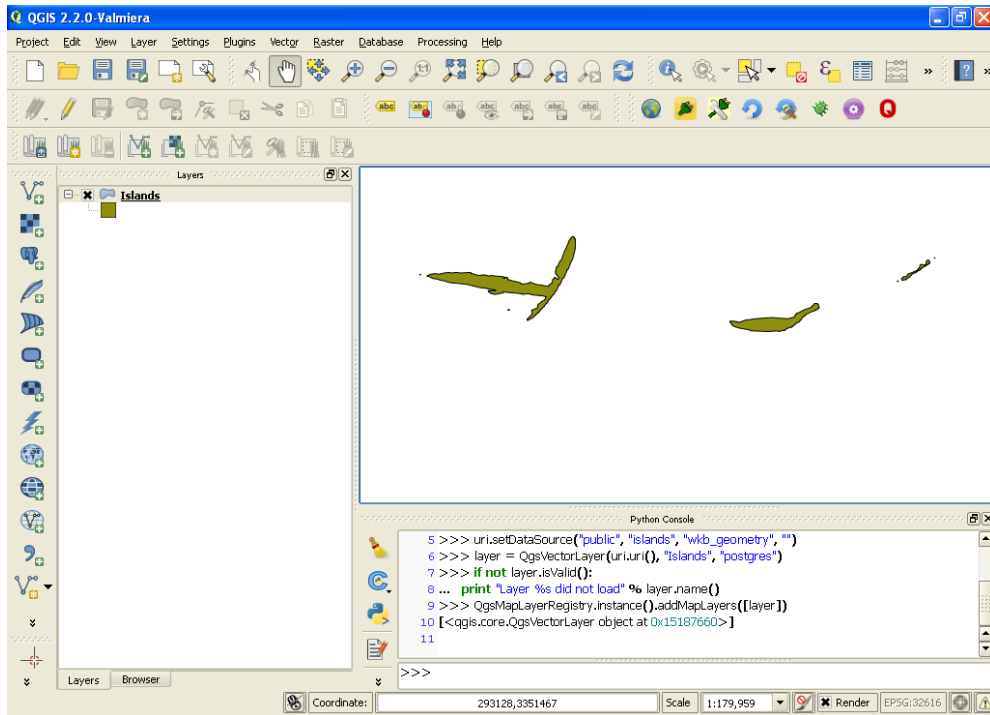 QGIS 2.2.0-Valmiera
Project Edit View Layer Settings Plugins Vector Raster Database Processing Help
Layers
Islands
Python Console
5 >>> uri.setDataSource("public", "islands", "wkb_geometry", "")
6 >>> layer = QgsVectorLayer(uri.uri(), "Islands", "postgres")
7 >>> if not layer.isValid():
8 ... print "Layer %s did not load" % layer.name()
9 >>> QgsMapLayerRegistry.instance().addMapLayers([layer])
10 [<qgis.core.QgsVectorLayer object at 0x15187660>]
11
>>>
Layers Browser
Coordinate: 293128,3351467 Scale 1:179,959 Render EPSG:32616